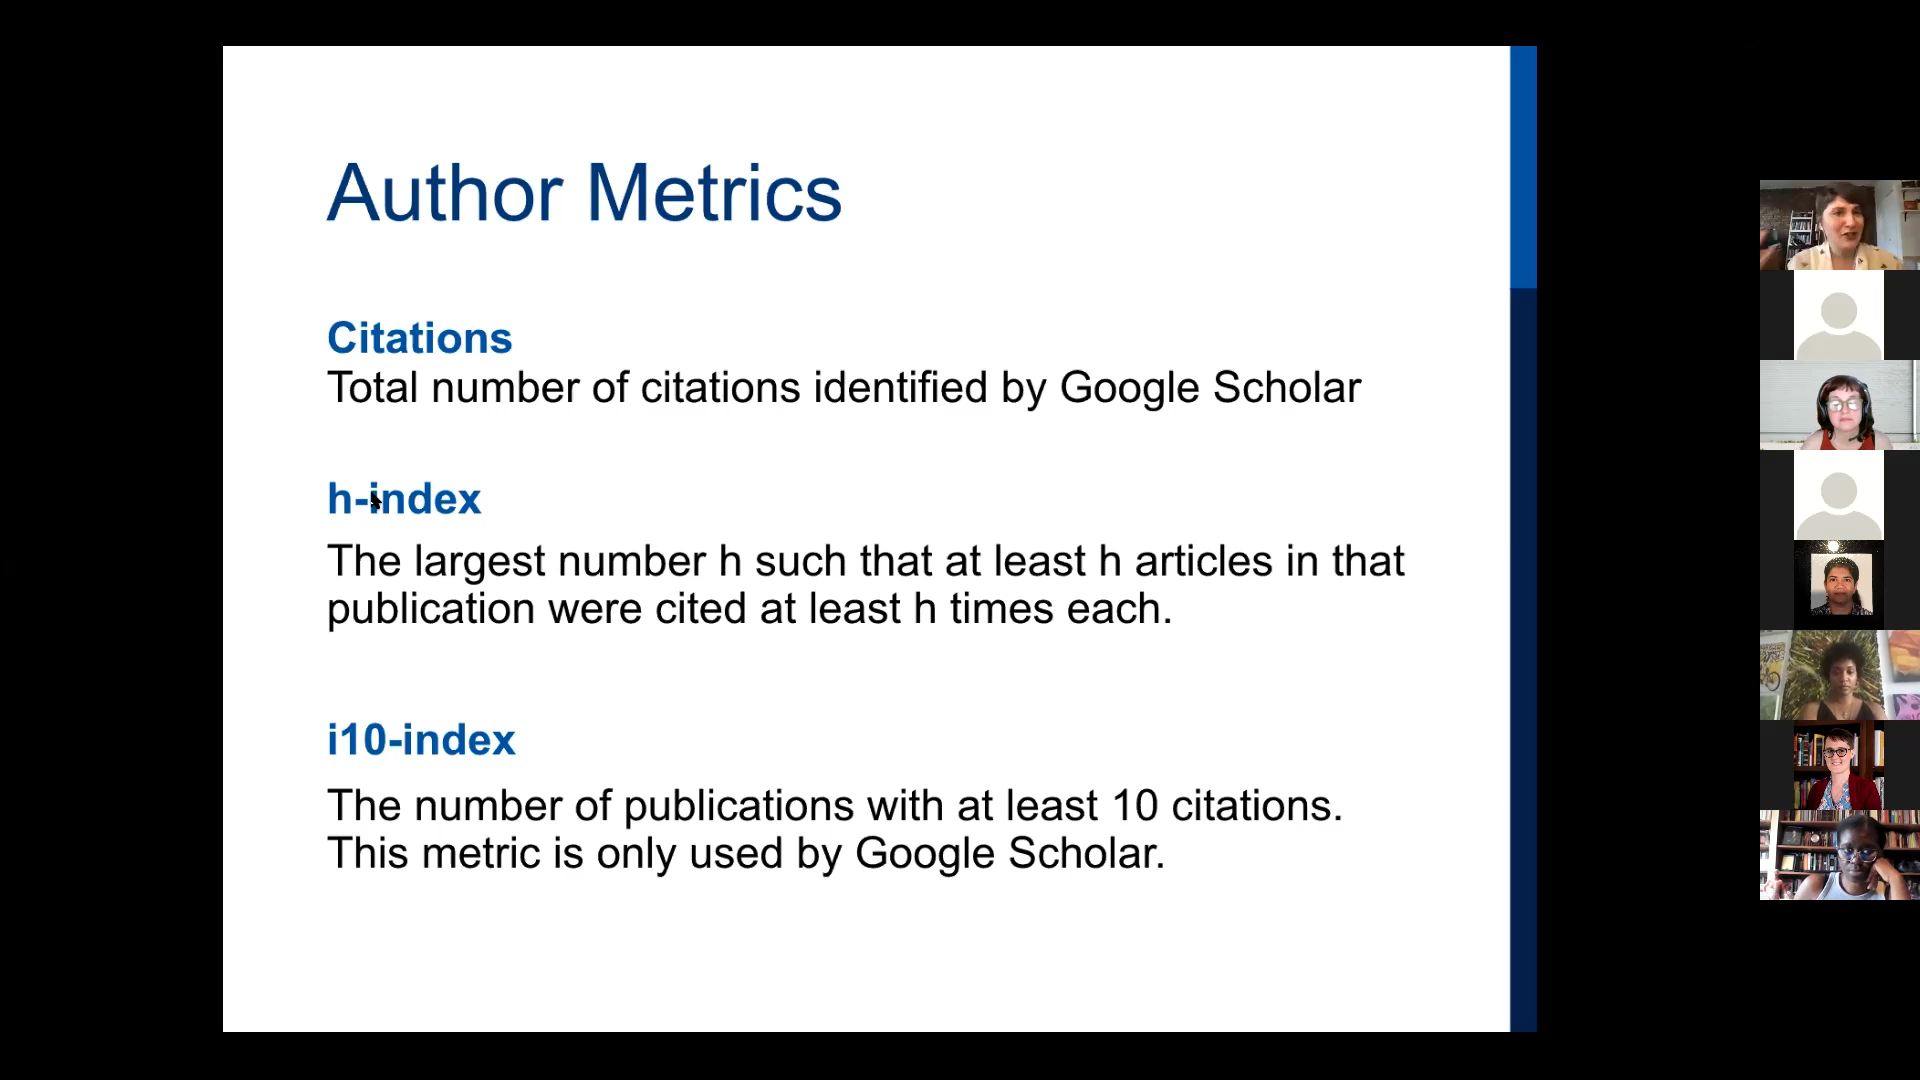 Author Metrics
Citations
Total number of citations identified by Google Scholar
h-index
The largest number h such that at least h articles in that
publication were cited at least h times each.
i10-index
The number of publications with at least 10 citations.
This metric is only used by Google Scholar.